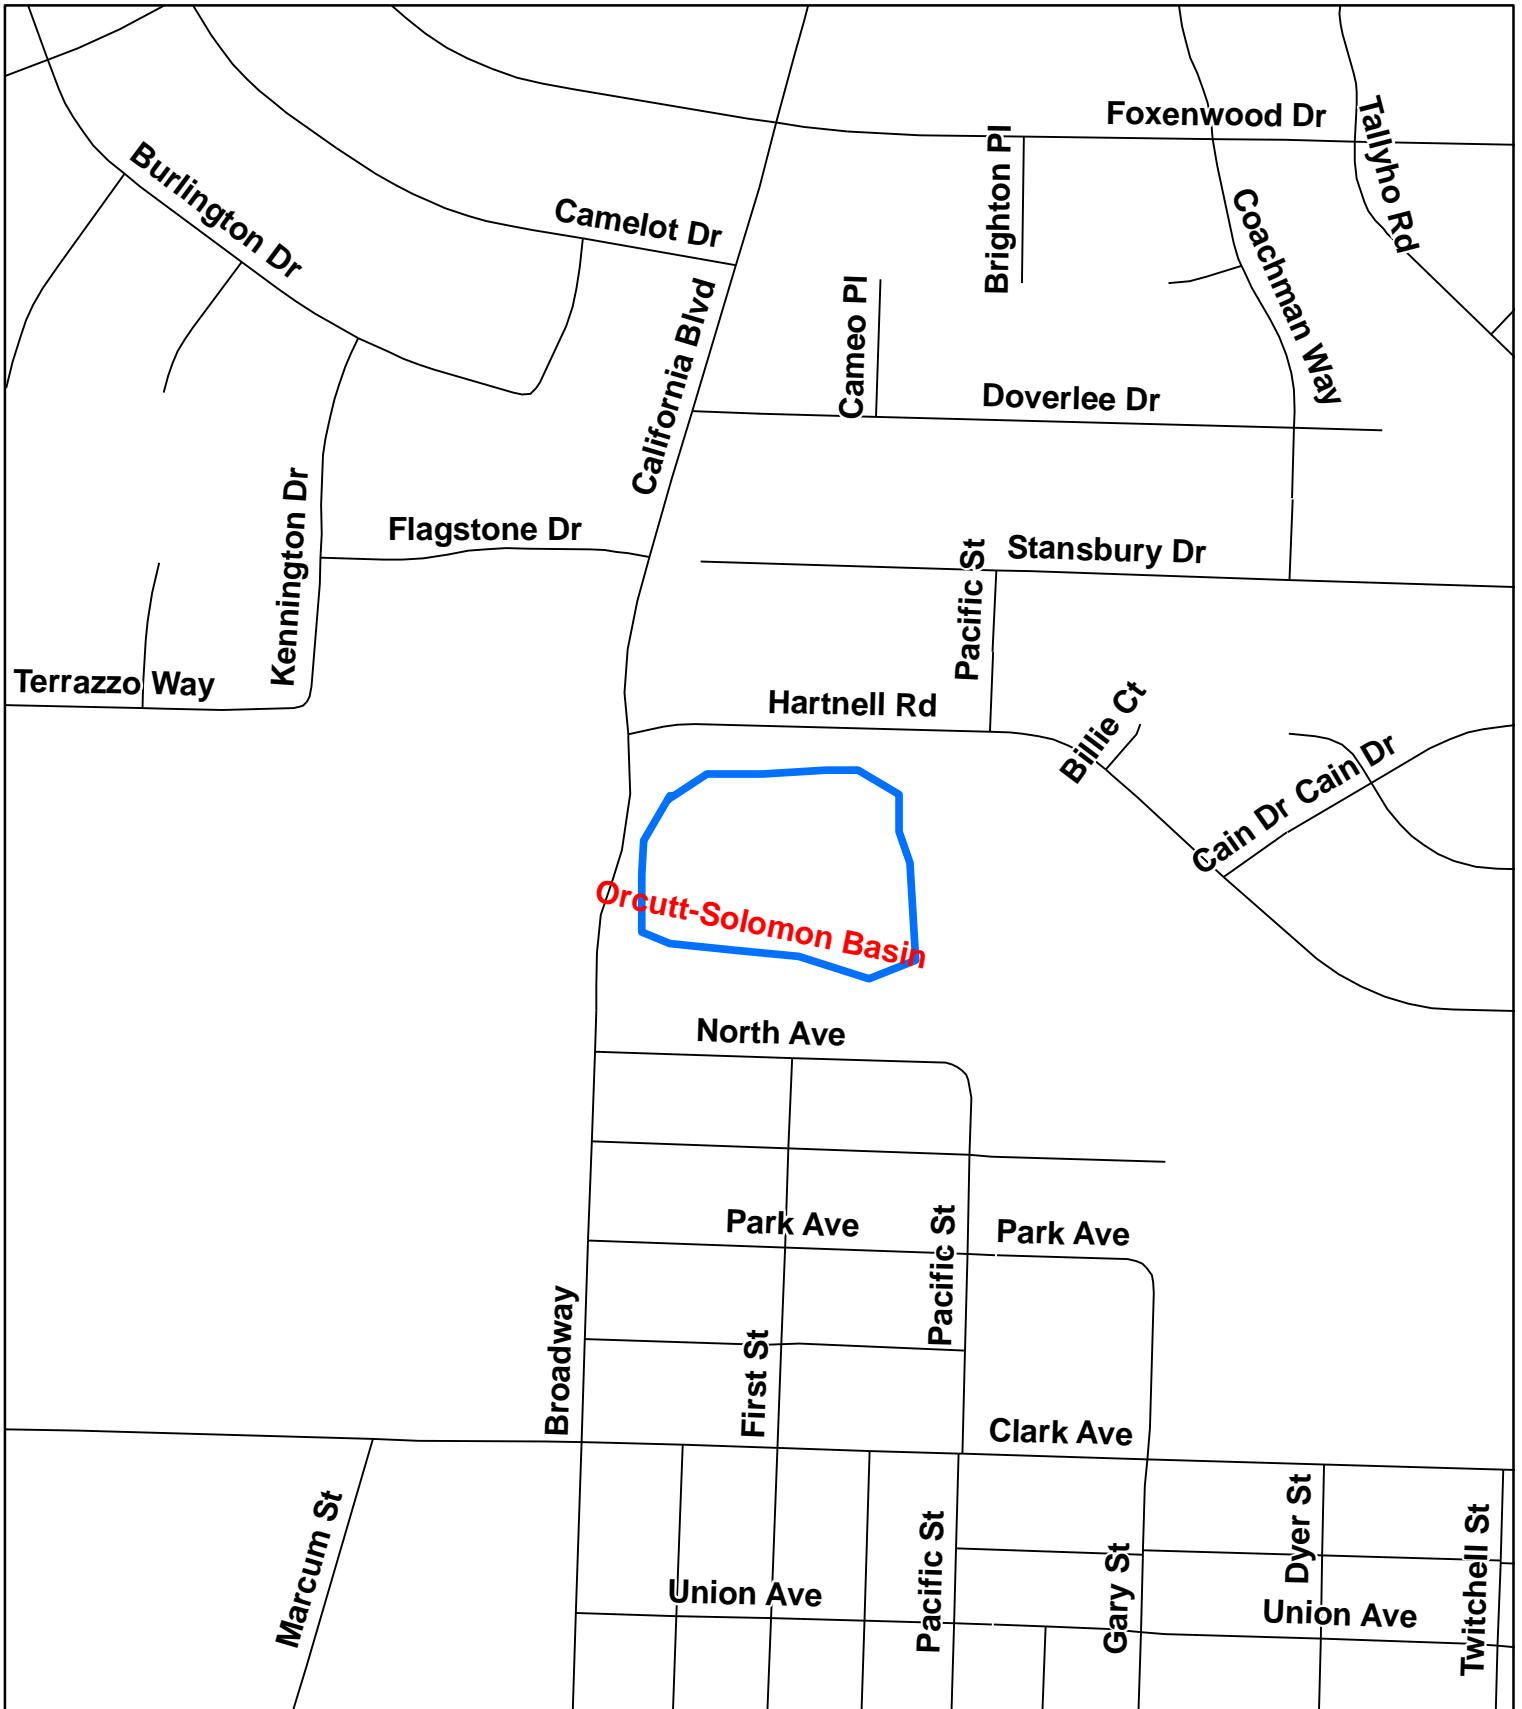 Foxenwood Dr
Tallyho Rd
Brighton Pl
Burlington Dr
Camelot Dr
Coachman Way
California Blvd
Cameo Pl
Doverlee Dr
Kennington Dr
Flagstone Dr
Pacific St
Stansbury Dr
Terrazzo Way
Hartnell Rd
Billie Ct
Cain Dr
Cain Dr
Orcutt-Solomon Basin
North Ave
Park Ave
Pacific St
Park Ave
Broadway
First St
Clark Ave
Marcum St
Pacific St
Union Ave
Gary St
Dyer St
Union Ave
Twitchell St